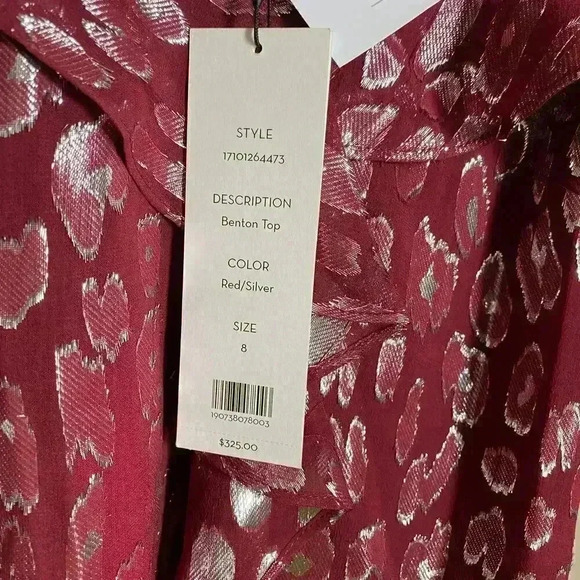 STYLE
17101264473
DESCRIPTION
Benton Top
COLOR
Red/Silver
SIZE
8
190738078003
$325.00